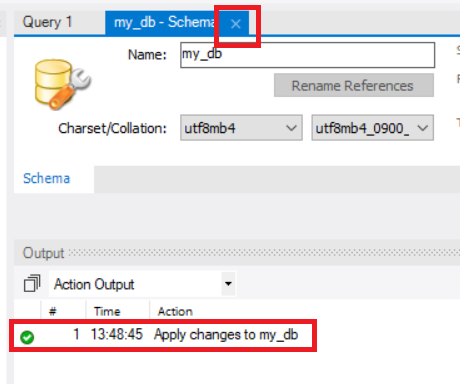 Query 1
my_db - Schema
Name: my_db
Rename References
Charset/Collation: utf8mb4 utf8mb4_0900_
Schema
Output
Action Output
# Time Action
1 13:48:45 Apply changes to my_db